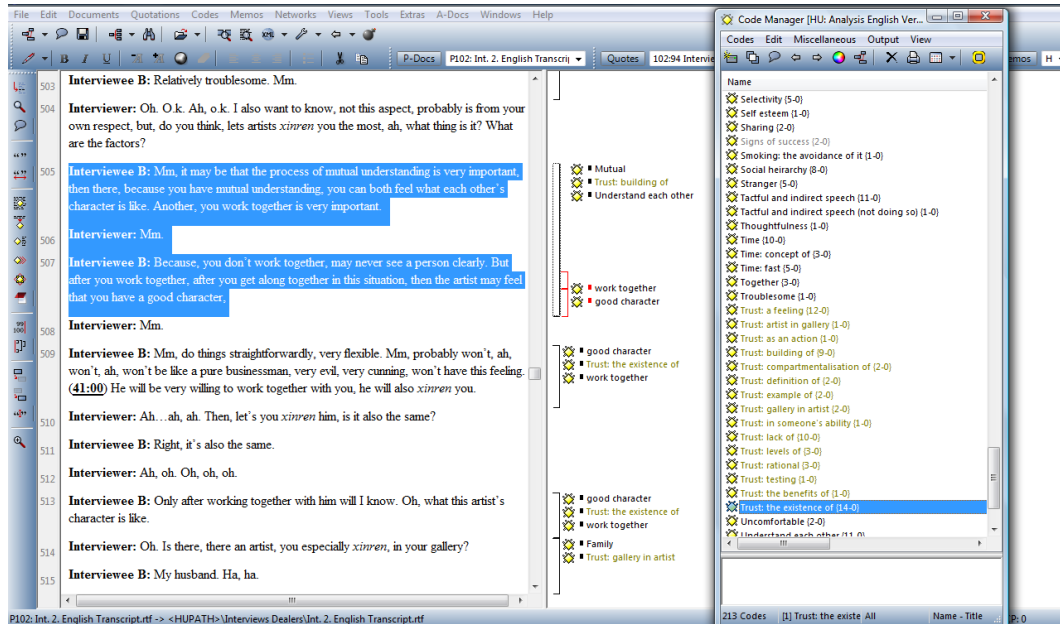 File Edit Documents Quotations Codes Memos Networks Views Tools Extras A-Docs Windows Help
B I U
P-Docs P102: Int. 2. English Transcrip Quotes 102:94 Intervie
503 Interviewee B: Relatively troublesome. Mm.
504 Interviewer: Oh. O.k. Ah, o.k. I also want to know, not this aspect, probably is from your
own respect, but, do you think, lets artists xinren you the most, ah, what thing is it? What
are the factors?
505 Interviewee B: Mm, it may be that the process of mutual understanding is very important,
then there, because you have mutual understanding, you can both feel what each other's
character is like. Another, you work together is very important.
506 Interviewer: Mm.
507 Interviewee B: Because, you don't work together, may never see a person clearly. But
after you work together, after you get along together in this situation, then the artist may feel
that you have a good character,
508 Interviewer: Mm.
509 Interviewee B: Mm, do things straightforwardly, very flexible. Mm, probably won't, ah,
won't, ah, won't be like a pure businessman, very evil, very cunning, won't have this feeling.
(41:00) He will be very willing to work together with you, he will also xinren you.
510 Interviewer: Ah…ah, ah. Then, let's you xinren him, is it also the same?
511 Interviewee B: Right, it's also the same.
512 Interviewer: Ah, oh. Oh, oh, oh.
513 Interviewee B: Only after working together with him will I know. Oh, what this artist's
character is like.
514 Interviewer: Oh. Is there, there an artist, you especially xinren, in your gallery?
515 Interviewee B: My husband. Ha, ha.
Mutual
Trust: building of
Understand each other
work together
good character
good character
Trust: the existence of
work together
good character
Trust: the existence of
work together
Family
Trust: gallery in artist
P102: Int. 2. English Transcript.rtf -> <HUPATH>\Interviews Dealers\Int. 2. English Transcript.rtf
Code Manager [HU: Analysis English Ver...
Codes Edit Miscellaneous Output View
Name
Selectivity {5-0}
Self esteem {1-0}
Sharing {2-0}
Signs of success {2-0}
Smoking: the avoidance of it {1-0}
Social heirarchy {8-0}
Stranger {5-0}
Tactful and indirect speech {11-0}
Tactful and indirect speech (not doing so) {1-0}
Thoughtfulness {1-0}
Time {10-0}
Time: concept of {3-0}
Time: fast {5-0}
Together {3-0}
Troublesome {1-0}
Trust: a feeling {12-0}
Trust: artist in gallery {1-0}
Trust: as an action {1-0}
Trust: building of {9-0}
Trust: compartmentalisation of {2-0}
Trust: definition of {2-0}
Trust: example of {2-0}
Trust: gallery in artist {2-0}
Trust: in someone's ability {1-0}
Trust: lack of {10-0}
Trust: levels of {3-0}
Trust: rational {3-0}
Trust: testing {1-0}
Trust: the benefits of {1-0}
Trust: the existence of {14-0}
Uncomfortable {2-0}
Understand each other {11-0}
213 Codes [1] Trust: the existe All Name - Title
emos H
P: 0